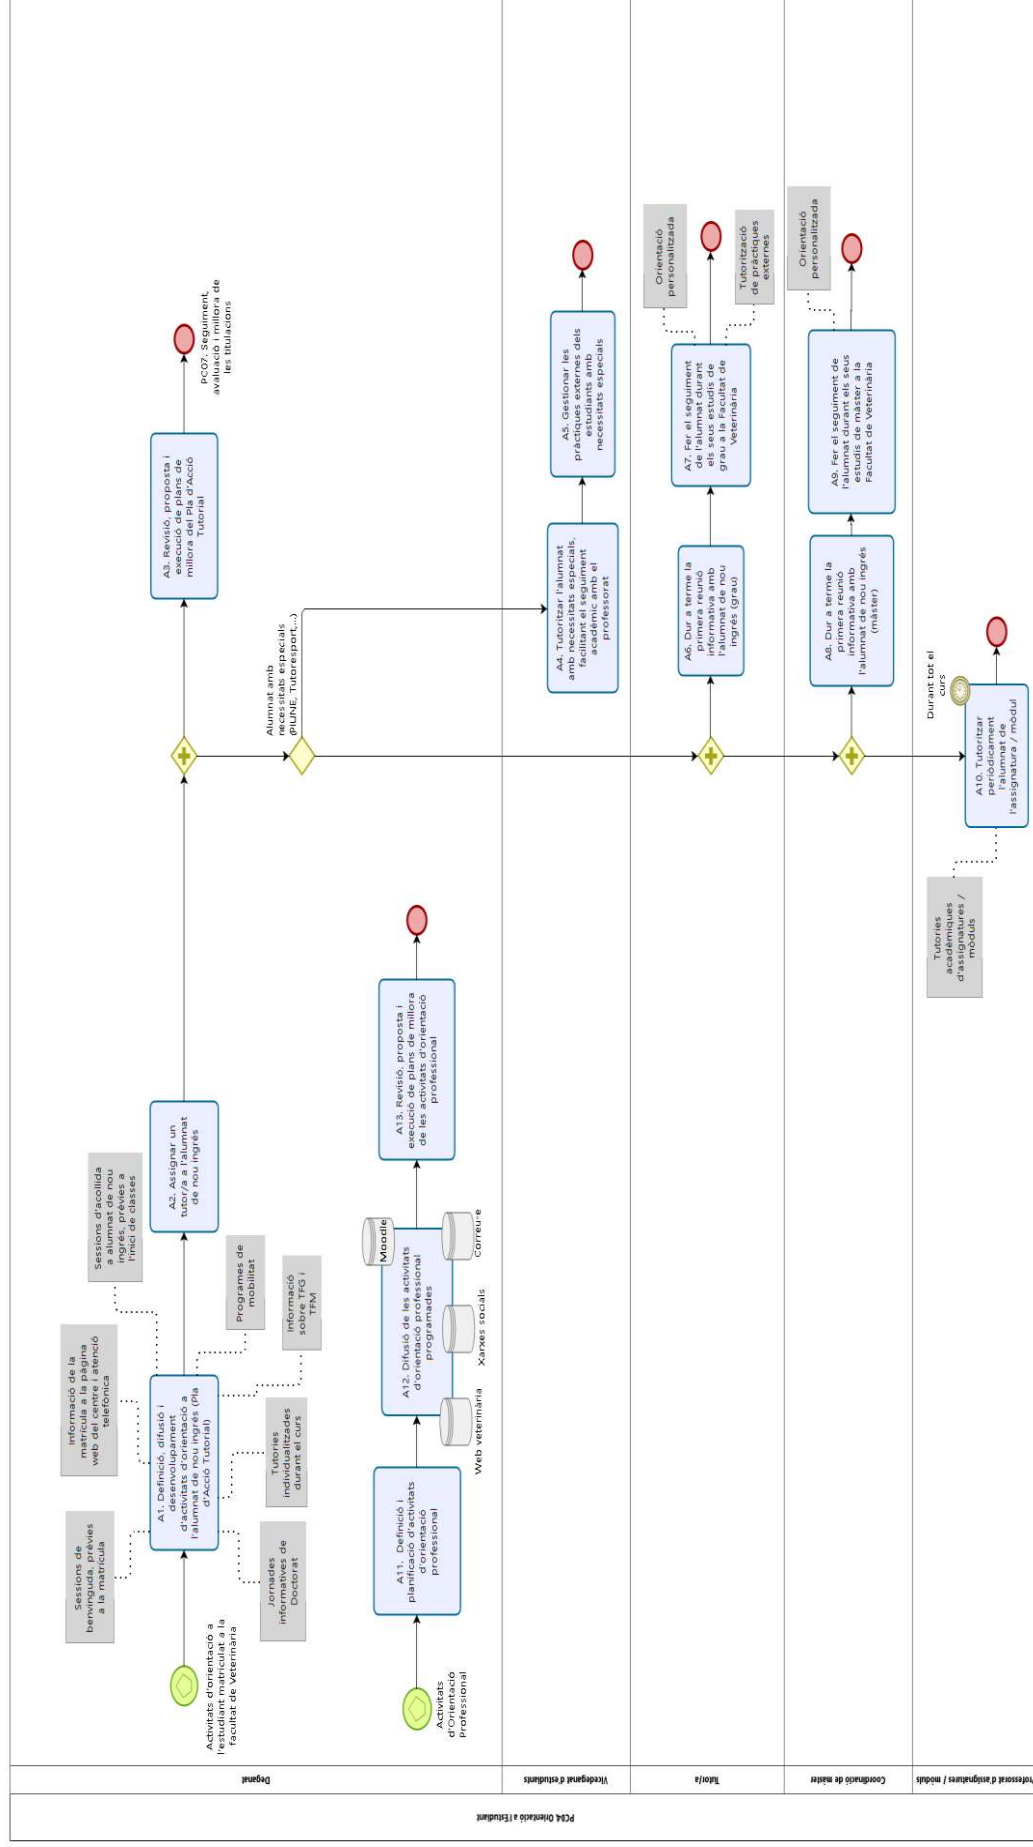 PC04. Orientació a l'Estudiant
Deganat
Activitats d'orientació a
l'estudiant matriculat a la
facultat de Veterinària
Sessions de
benvinguda, prèvies
a la matrícula
Informació de la
matrícula a la pàgina
web del centre i atenció
telefònica
Sessions d'acollida
a alumnat de nou
ingrés, prèvies a
l'inici de classes
A1. Definició, difusió i
desenvolupament
d'activitats d'orientació a
l'alumnat de nou ingrés (Pla
d'Acció Tutorial)
Jornades
informatives de
Doctorat
Tutories
individualitzades
durant el curs
Informació
sobre TFG i
TFM
Programes de
mobilitat
A2. Assignar un
tutor/a a l'alumnat
de nou ingrés
A3. Revisió, proposta i
execució de plans de
millora del Pla d'Acció
Tutorial
PC07. Seguiment,
avaluació i millora de
les titulacions
Alumnat amb
necessitats especials
(PIUNE, Tutoresport,...)
Activitats
d'Orientació
Professional
A11. Definició i
planificació d'activitats
d'orientació
professional
A12. Difusió de les activitats
d'orientació professional
programades
Moodle
Web veterinària
Xarxes socials
Correu-e
A13. Revisió, proposta i
execució de plans de millora
de les activitats d'orientació
professional
Vicedeganat d'estudiants
A4. Tutoritzar l'alumnat
amb necessitats especials,
facilitant el seguiment
acadèmic amb el
professorat
A5. Gestionar les
pràctiques externes dels
estudiants amb
necessitats especials
Tutor/a
A6. Dur a terme la
primera reunió
informativa amb
l'alumnat de nou
ingrés (grau)
A7. Fer el seguiment
de l'alumnat durant
els seus estudis de
grau a la Facultat de
Veterinària
Orientació
personalitzada
Tutorització
de pràctiques
externes
Coordinació de màster
A8. Dur a terme la
primera reunió
informativa amb
l'alumnat de nou ingrés
(màster)
A9. Fer el seguiment de
l'alumnat durant els seus
estudis de màster a la
Facultat de Veterinària
Orientació
personalitzada
Professorat d'assignatures / mòduls
Tutories
acadèmiques
d'assignatures /
mòduls
A10. Tutoritzar
periòdicament
l'alumnat de
l'assignatura / mòdul
Durant tot el
curs